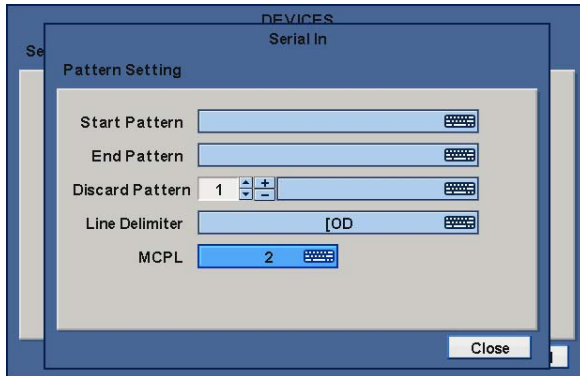 DEVICES
Serial In
Se
Pattern Setting
Start Pattern
End Pattern
Discard Pattern 1 + -
Line Delimiter [OD
MCPL 2
Close